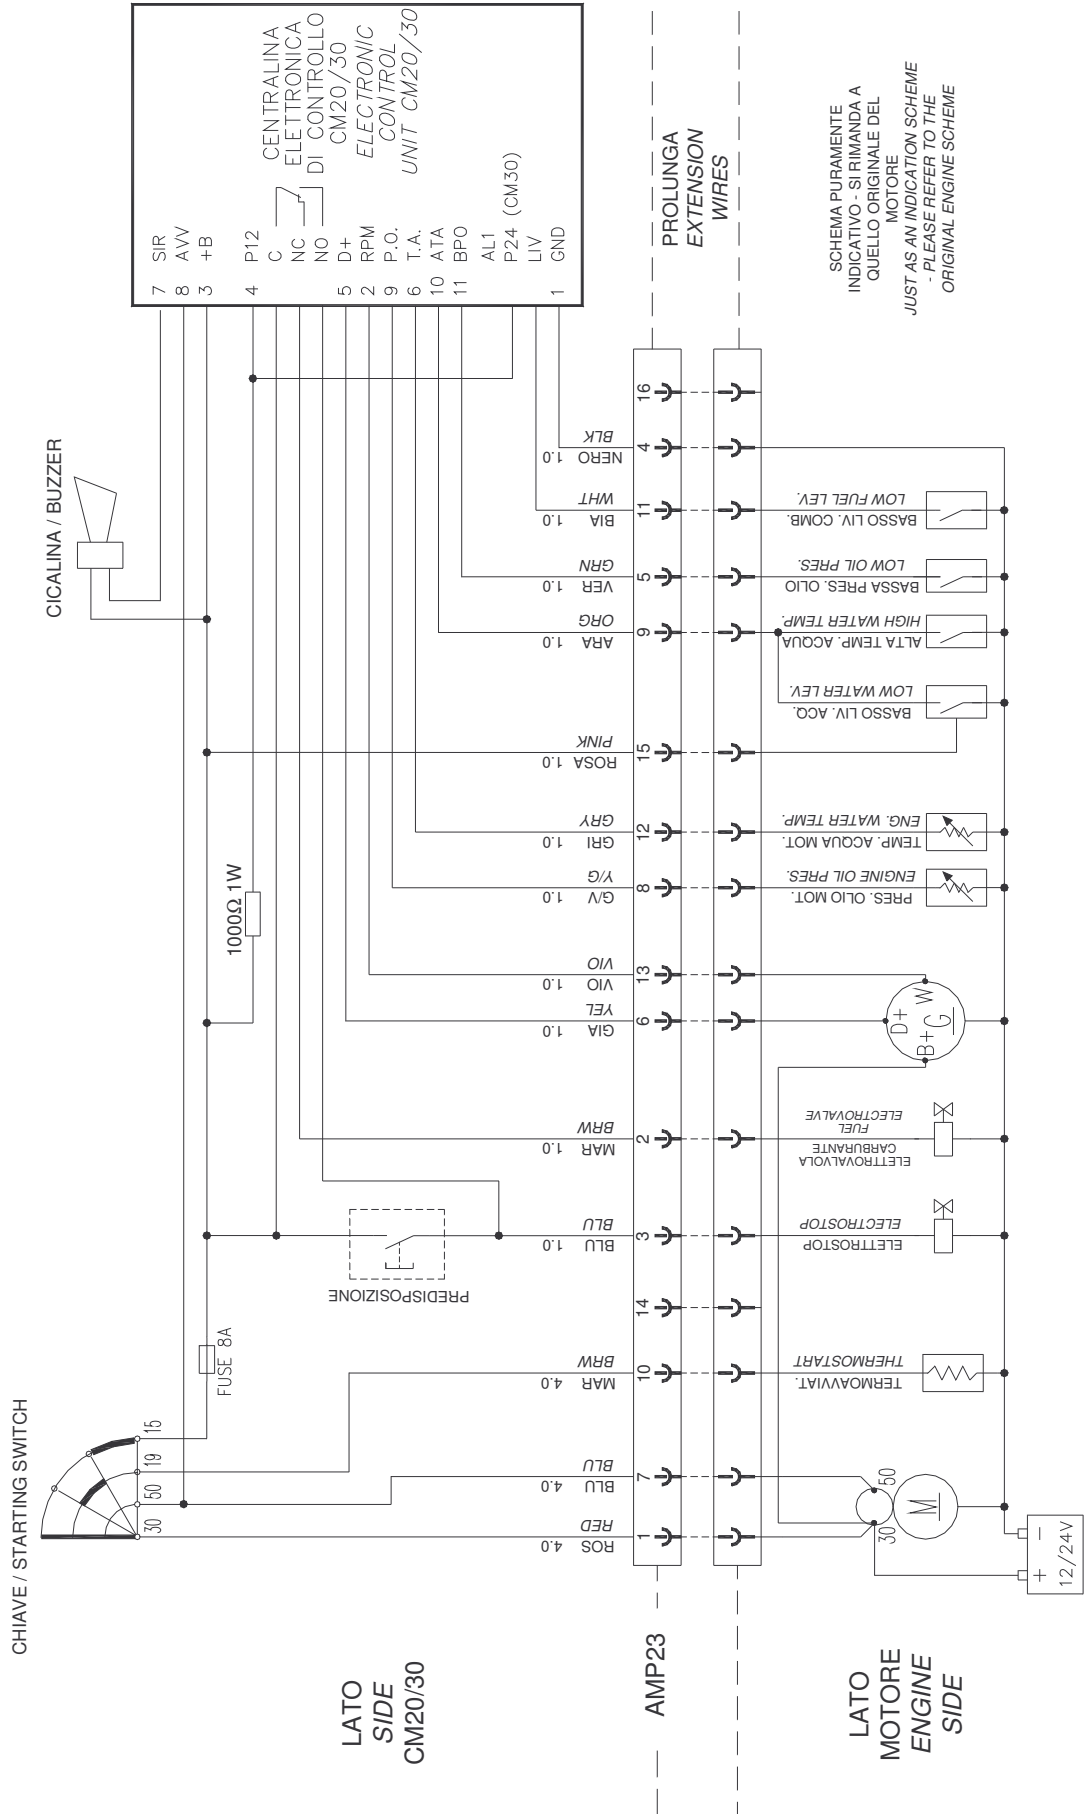 CHIAVE / STARTING SWITCH
30
50
19
15
FUSE 8A
CICALINA / BUZZER
1000Ω 1W
PREDISPOSIZIONE
CENTRALINA
ELETTRONICA
DI CONTROLLO
CM20/30
ELECTRONIC
CONTROL
UNIT CM20/30
7 SIR
8 AVV
3 +B
4 P12
C
NC
NO
5 D+
2 RPM
9 P.O.
6 T.A.
10 ATA
11 BPO
AL1
P24 (CM30)
LIV
1 GND
LATO
SIDE
CM20/30
ROS 4.0
RED
BLU 4.0
BLU
MAR 4.0
BRW
BLU 1.0
BLU
MAR 1.0
BRW
GIA 1.0
YEL
VIO 1.0
VIO
G/V 1.0
Y/G
GRI 1.0
GRY
ROSA 1.0
PINK
ARA 1.0
ORG
VER 1.0
GRN
BIA 1.0
WHT
NERO 1.0
BLK
AMP23
1
7
10
14
3
2
6
13
8
12
15
9
5
11
4
16
PROLUNGA
EXTENSION
WIRES
LATO
MOTORE
ENGINE
SIDE
30
50
M
12/24V
+
-
TERMOAVVIAT.
THERMOSTART
ELETTROSTOP
ELECTROSTOP
ELETTROVALVOLA
CARBURANTE
FUEL
ELECTROVALVE
D+
B+
G
W
PRES. OLIO MOT.
ENGINE OIL PRES.
TEMP. ACQUA MOT.
ENG. WATER TEMP.
BASSO LIV. ACQ.
LOW WATER LEV.
ALTA TEMP. ACQUA
HIGH WATER TEMP.
BASSA PRES. OLIO
LOW OIL PRES.
BASSO LIV. COMB.
LOW FUEL LEV.
SCHEMA PURAMENTE
INDICATIVO - SI RIMANDA A
QUELLO ORIGINALE DEL
MOTORE
JUST AS AN INDICATION SCHEME
- PLEASE REFER TO THE
ORIGINAL ENGINE SCHEME